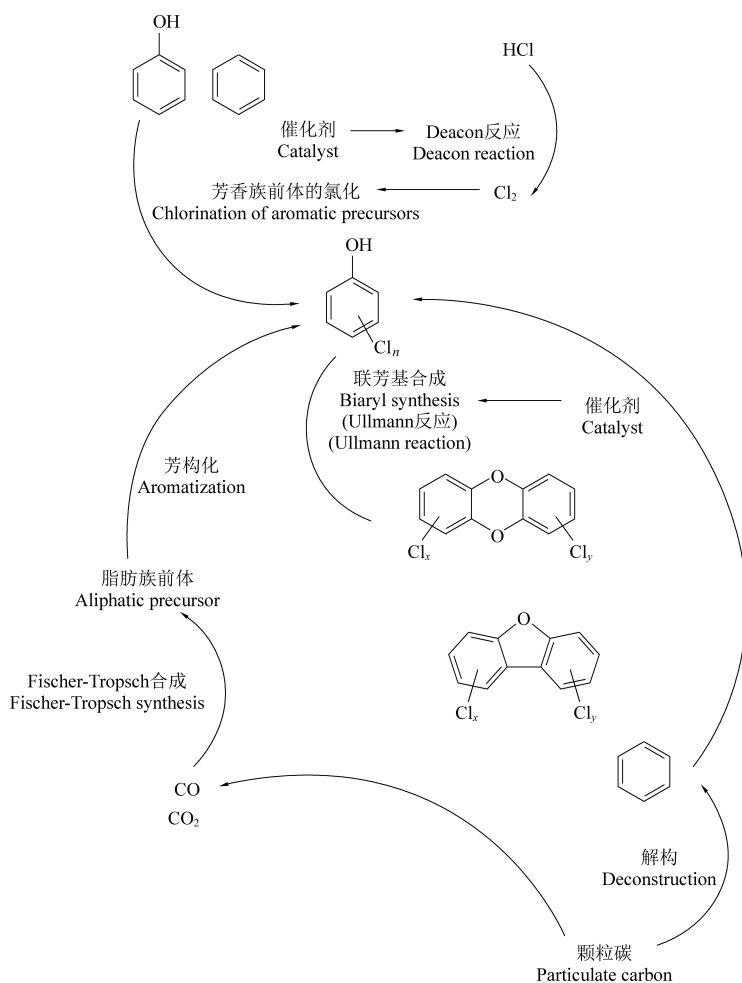 OH
HCl
催化剂
Catalyst
Deacon反应
Deacon reaction
芳香族前体的氯化
Chlorination of aromatic precursors
Cl₂
OH
Clₙ
联芳基合成
Biaryl synthesis
(Ullmann反应)
(Ullmann reaction)
催化剂
Catalyst
芳构化
Aromatization
O
O
Clₓ
Cl𝑦
脂肪族前体
Aliphatic precursor
O
Clₓ
Cl𝑦
Fischer-Tropsch合成
Fischer-Tropsch synthesis
CO
CO₂
解构
Deconstruction
颗粒碳
Particulate carbon